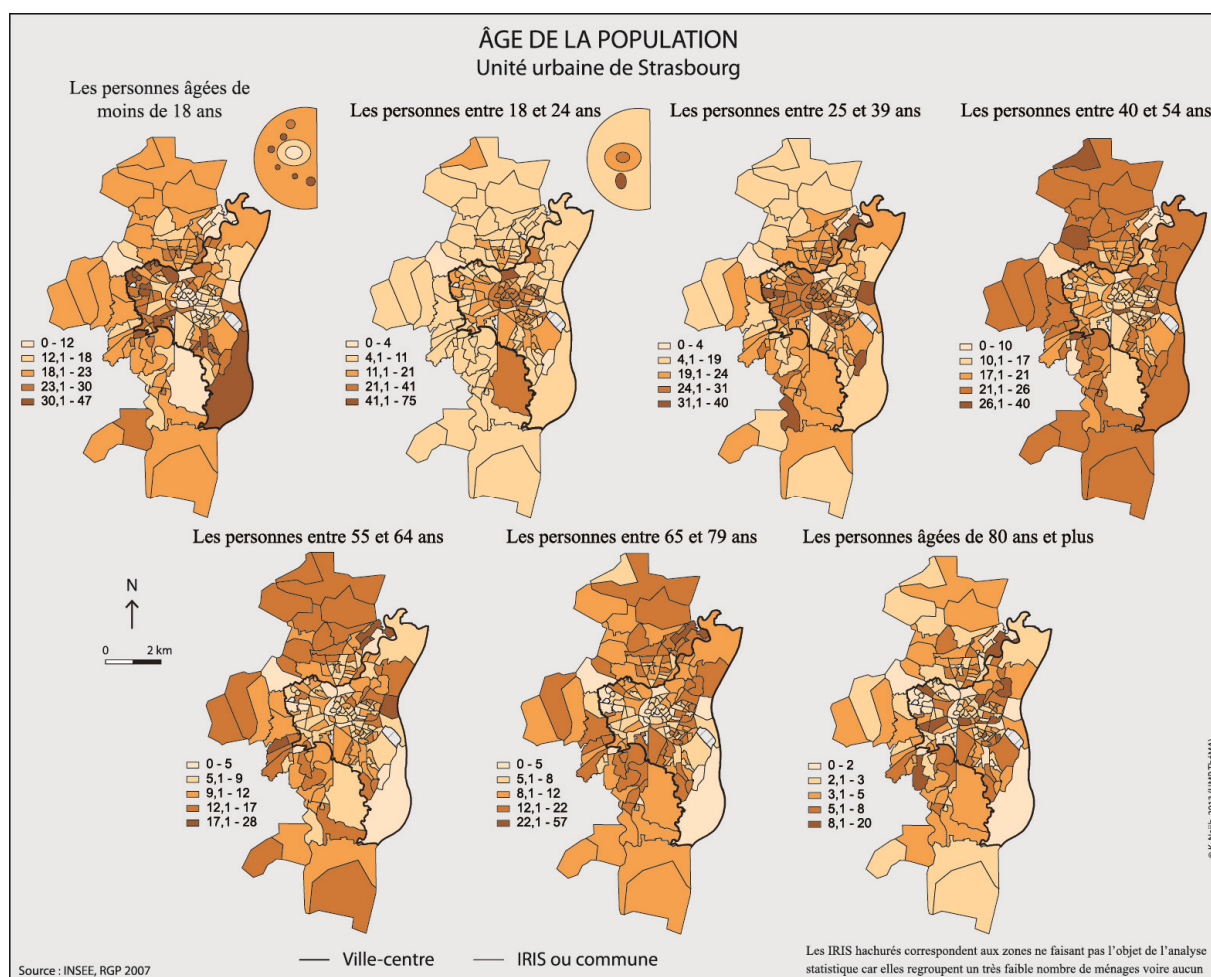 ÂGE DE LA POPULATION
Unité urbaine de Strasbourg
Les personnes âgées de
moins de 18 ans
0 - 12
12,1 - 18
18,1 - 23
23,1 - 30
30,1 - 47
Les personnes entre 18 et 24 ans
0 - 4
4,1 - 11
11,1 - 21
21,1 - 41
41,1 - 75
Les personnes entre 25 et 39 ans
0 - 4
4,1 - 19
19,1 - 24
24,1 - 31
31,1 - 40
Les personnes entre 40 et 54 ans
0 - 10
10,1 - 17
17,1 - 21
21,1 - 26
26,1 - 40
Les personnes entre 55 et 64 ans
N
0 2 km
0 - 5
5,1 - 9
9,1 - 12
12,1 - 17
17,1 - 28
Les personnes entre 65 et 79 ans
0 - 5
5,1 - 8
8,1 - 12
12,1 - 22
22,1 - 57
Les personnes âgées de 80 ans et plus
0 - 2
2,1 - 3
3,1 - 5
5,1 - 8
8,1 - 20
Ville-centre
IRIS ou commune
Source : INSEE, RGP 2007
Les IRIS hachurés correspondent aux zones ne faisant pas l'objet de l'analyse
statistique car elles regroupent un très faible nombre de ménages voire aucun